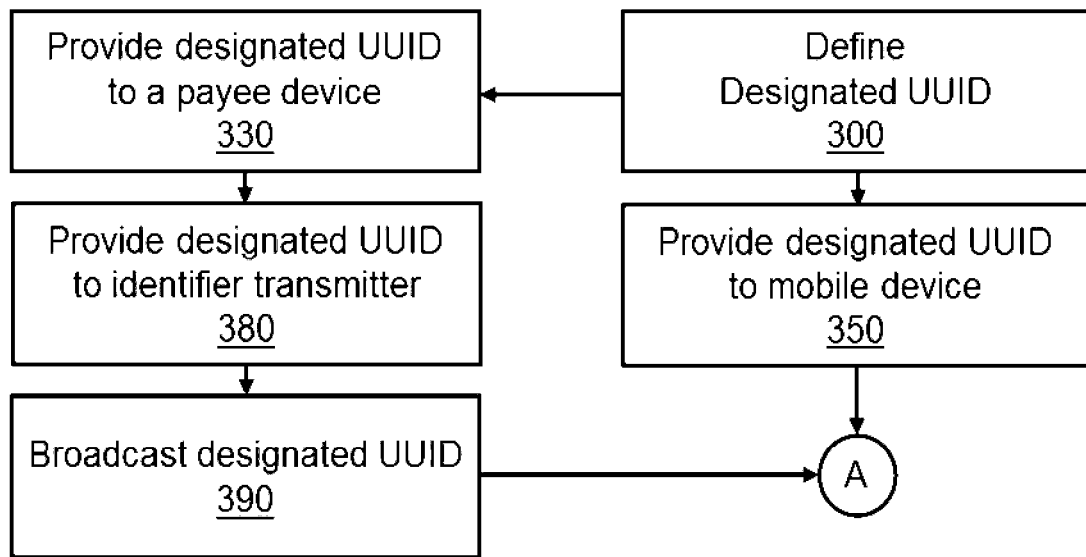 Provide designated UUID
to a payee device
330
Define
Designated UUID
300
Provide designated UUID
to identifier transmitter
380
Provide designated UUID
to mobile device
350
Broadcast designated UUID
390
A